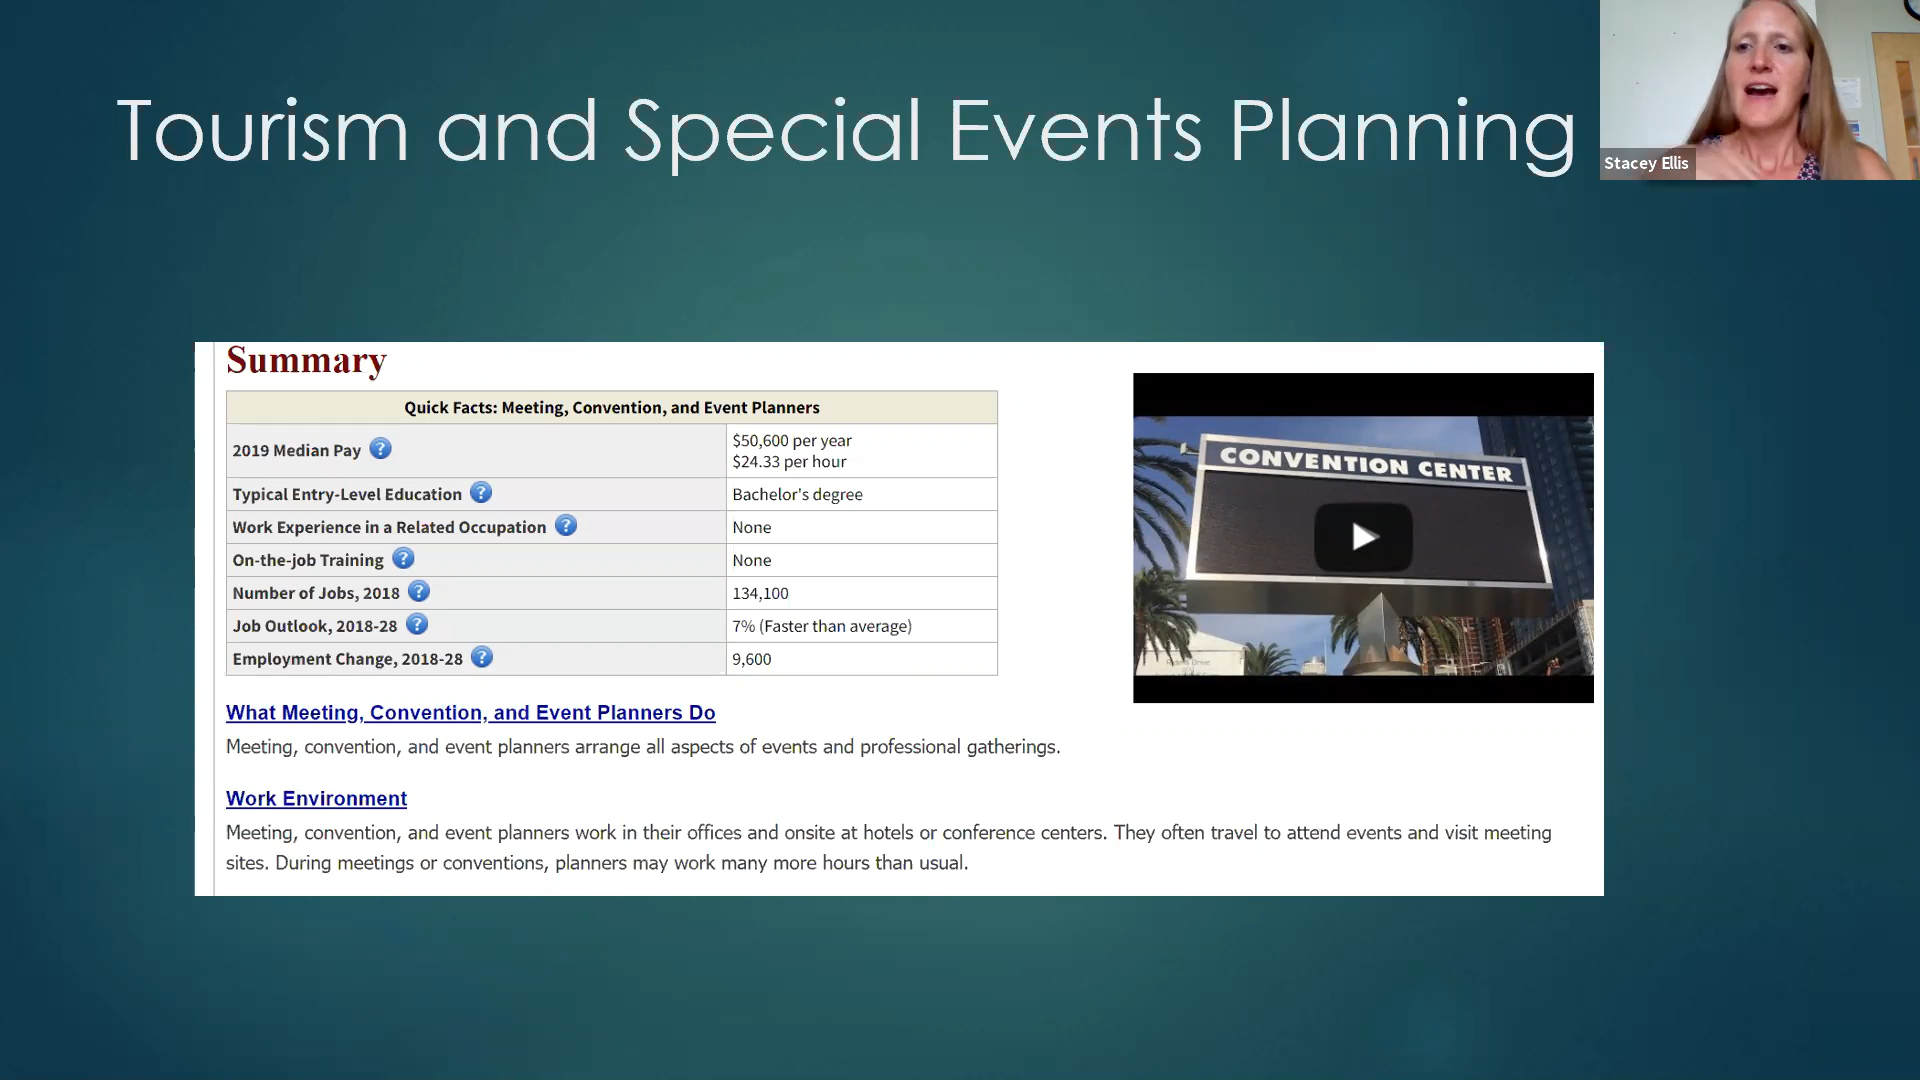 Tourism and Special Events Planning
Stacey Ellis
Summary
Quick Facts: Meeting, Convention, and Event Planners
2019 Median Pay ? $50,600 per year
$24.33 per hour
Typical Entry-Level Education ? Bachelor's degree
Work Experience in a Related Occupation ? None
On-the-job Training ? None
Number of Jobs, 2018 ? 134,100
Job Outlook, 2018-28 ? 7% (Faster than average)
Employment Change, 2018-28 ? 9,600
CONVENTION CENTER
What Meeting, Convention, and Event Planners Do
Meeting, convention, and event planners arrange all aspects of events and professional gatherings.
Work Environment
Meeting, convention, and event planners work in their offices and onsite at hotels or conference centers. They often travel to attend events and visit meeting
sites. During meetings or conventions, planners may work many more hours than usual.